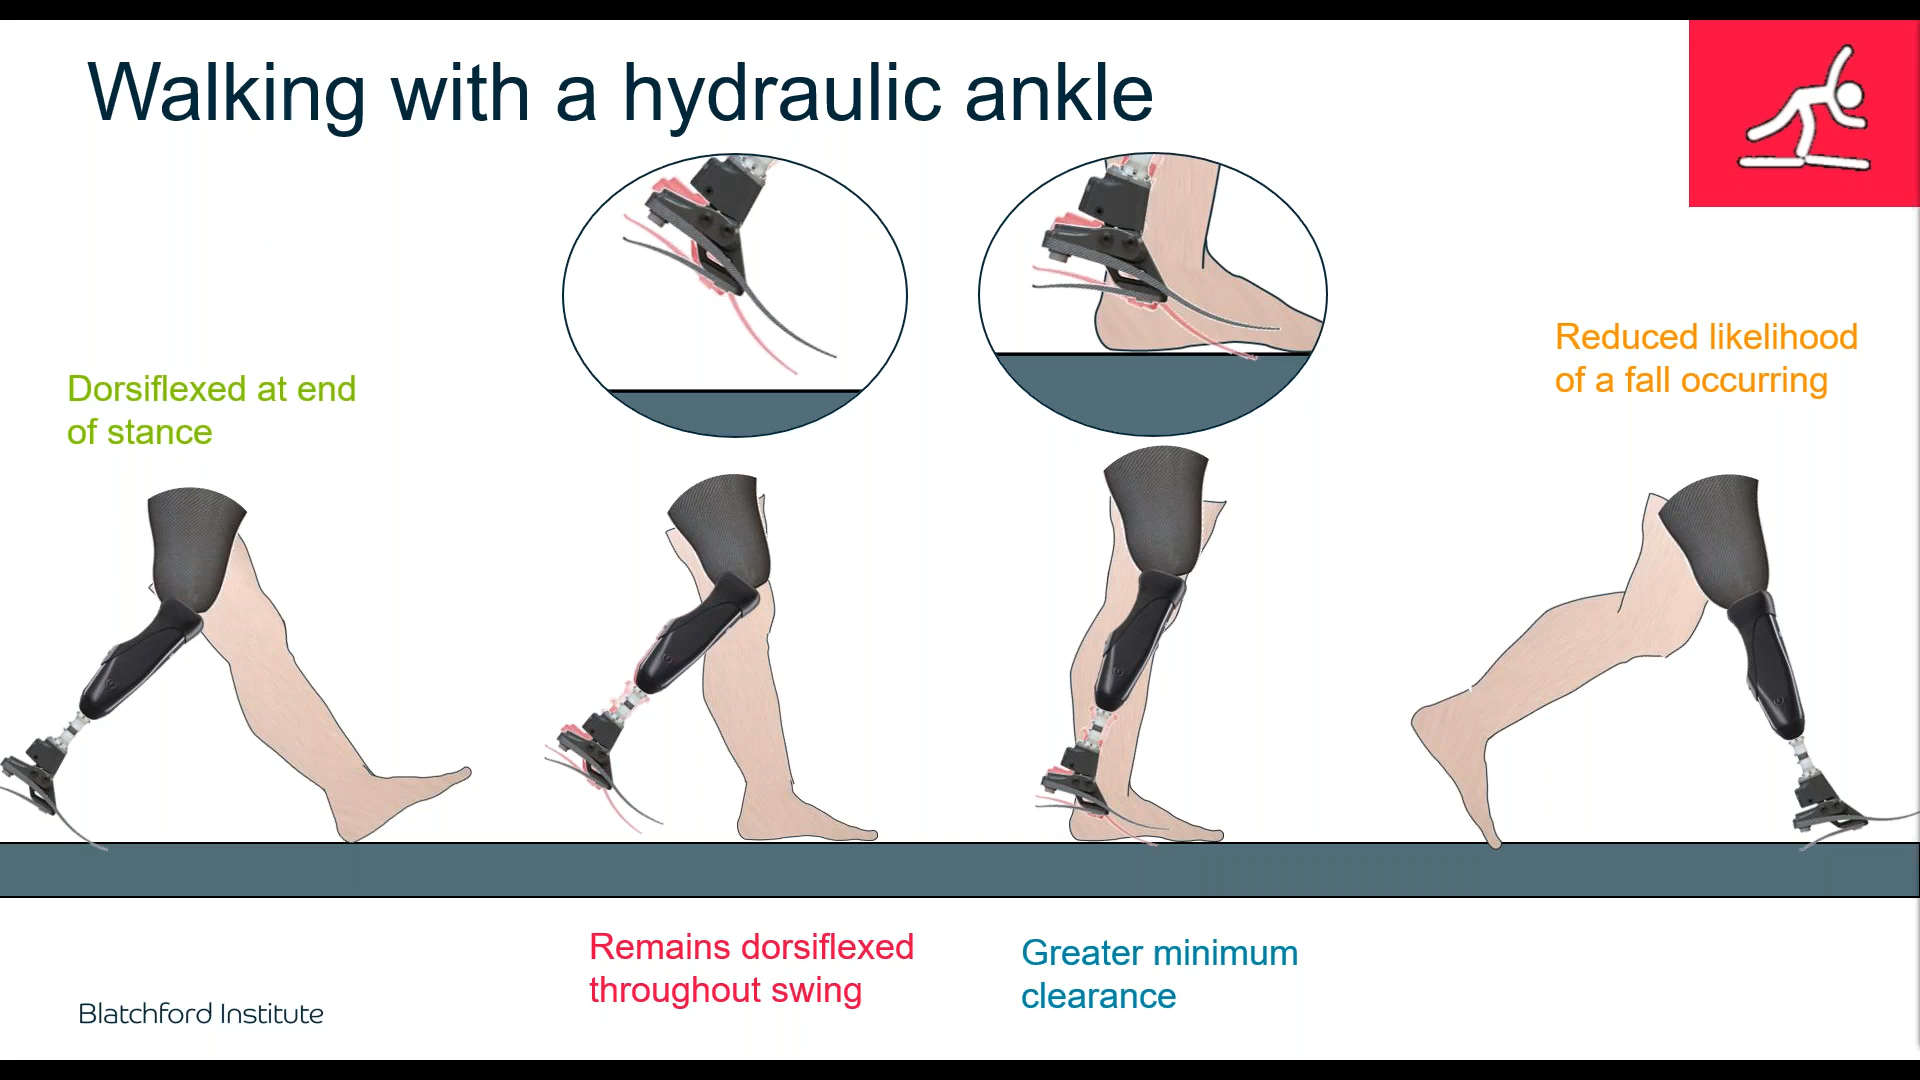 Walking with a hydraulic ankle
Dorsiflexed at end
of stance
Reduced likelihood
of a fall occurring
Remains dorsiflexed
throughout swing
Greater minimum
clearance
Blatchford Institute